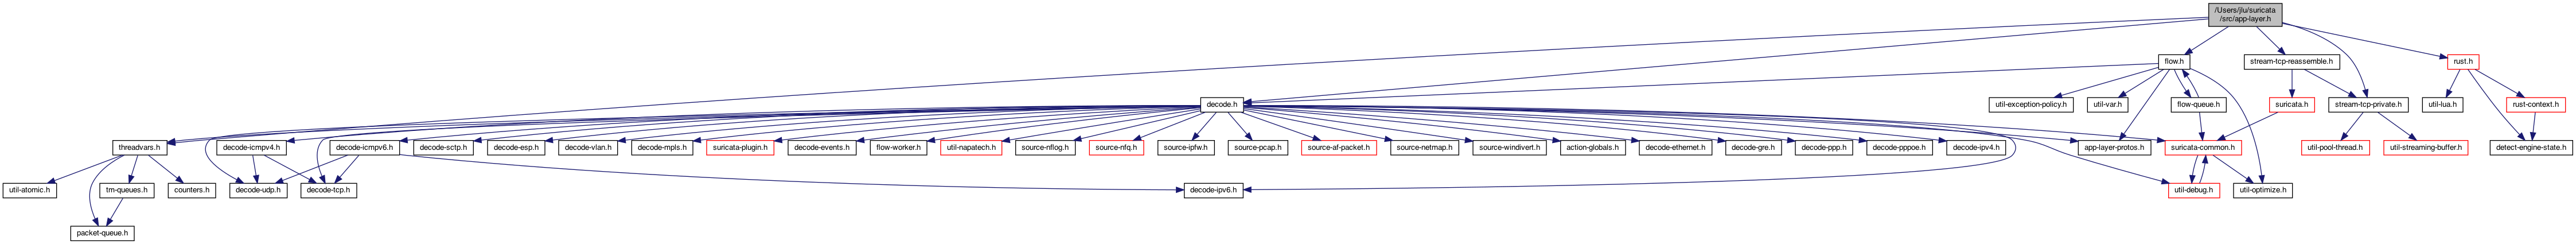 /Users/jlu/suricata
/src/app-layer.h
flow.h
stream-tcp-reassemble.h
rust.h
decode.h
util-exception-policy.h
util-var.h
flow-queue.h
suricata.h
stream-tcp-private.h
util-lua.h
rust-context.h
threadvars.h
decode-icmpv4.h
decode-icmpv6.h
decode-sctp.h
decode-esp.h
decode-vlan.h
decode-mpls.h
suricata-plugin.h
decode-events.h
flow-worker.h
util-napatech.h
source-nflog.h
source-nfq.h
source-ipfw.h
source-pcap.h
source-af-packet.h
source-netmap.h
source-windivert.h
action-globals.h
decode-ethernet.h
decode-gre.h
decode-ppp.h
decode-pppoe.h
decode-ipv4.h
app-layer-protos.h
suricata-common.h
util-pool-thread.h
util-streaming-buffer.h
detect-engine-state.h
util-atomic.h
tm-queues.h
counters.h
decode-udp.h
decode-tcp.h
decode-ipv6.h
util-debug.h
util-optimize.h
packet-queue.h